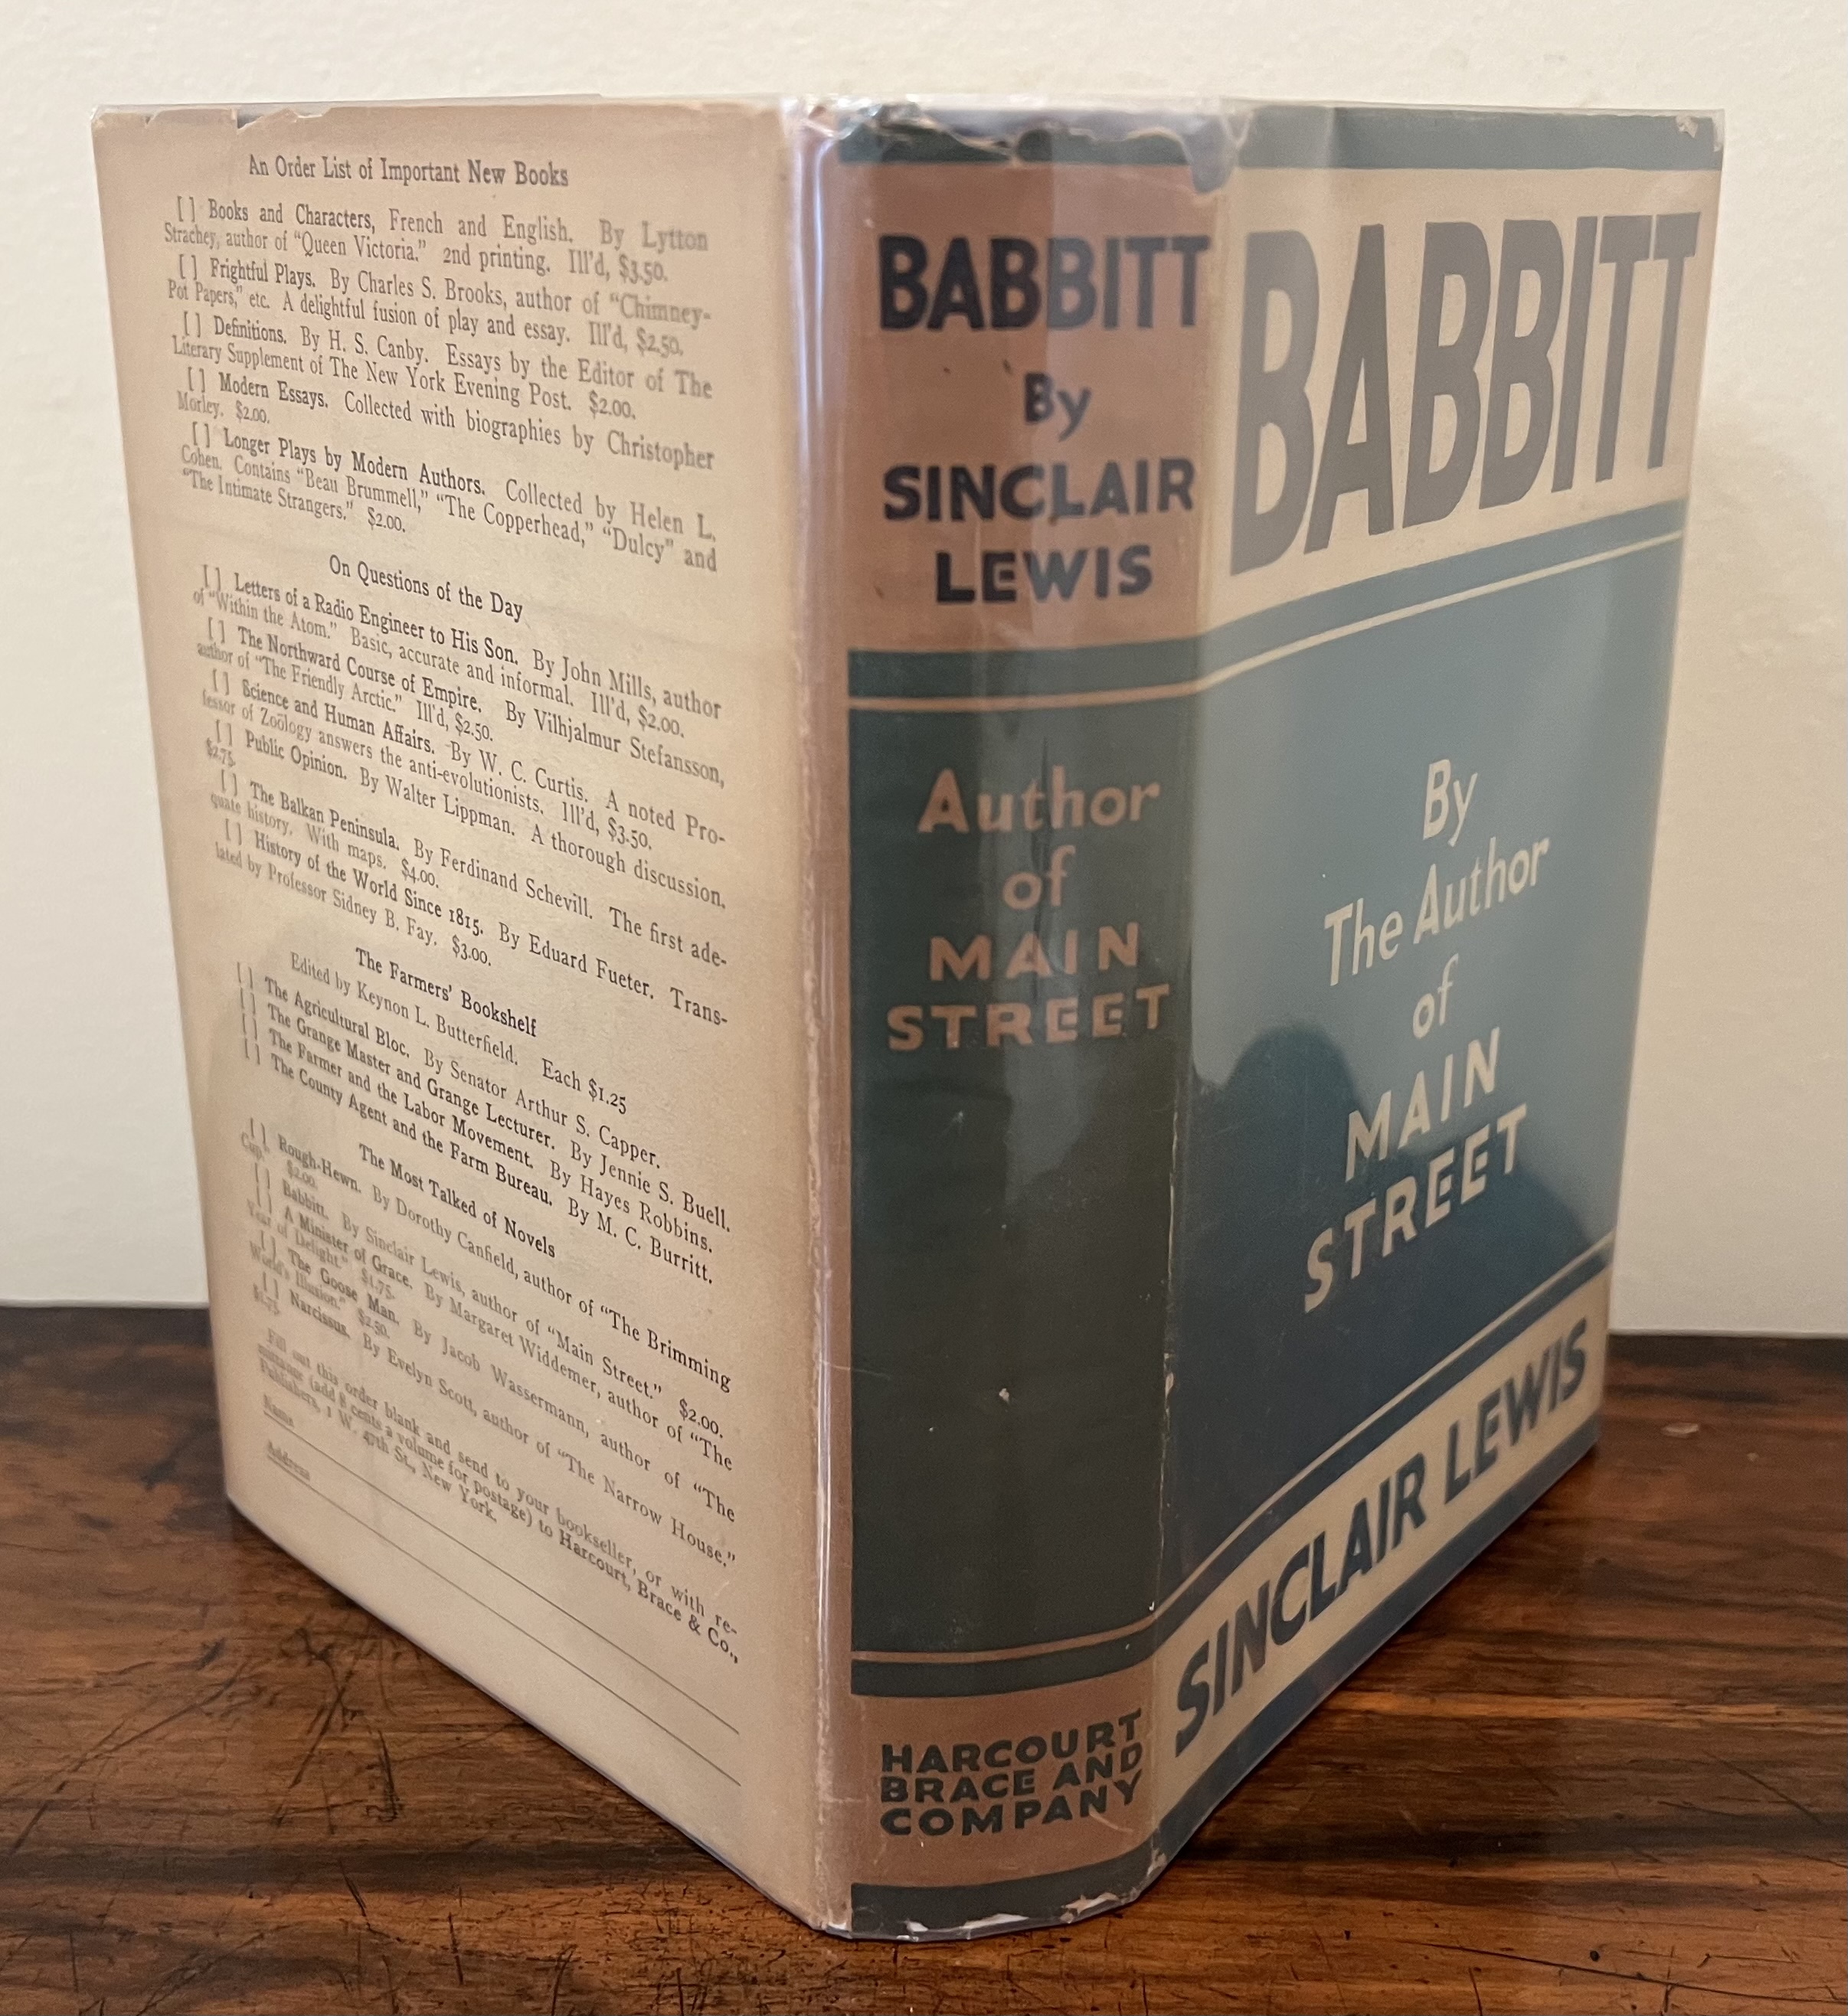 An Order List of Important New Books
[ ] Books and Characters, French and English. By Lytton
Strachey, author of “Queen Victoria.” 2nd printing. Ill’d, $3.50.
[ ] Frightful Plays. By Charles S. Brooks, author of “Chimney-
Pot Papers,” etc. A delightful fusion of play and essay. Ill’d, $2.50.
[ ] Definitions. By H. S. Canby. Essays by the Editor of The
Literary Supplement of The New York Evening Post. $2.00.
[ ] Modern Essays. Collected with biographies by Christopher
Morley. $2.00.
[ ] Longer Plays by Modern Authors. Collected by Helen L.
Cohen. Contains “Beau Brummell,” “The Copperhead,” “Dulcy” and
“The Intimate Strangers.” $2.00.
On Questions of the Day
[ ] Letters of a Radio Engineer to His Son. By John Mills, author
of “Within the Atom.” Basic, accurate and informal. Ill’d, $2.00.
[ ] The Northward Course of Empire. By Vilhjalmur Stefansson,
author of “The Friendly Arctic.” Ill’d, $2.50.
[ ] Science and Human Affairs. By W. C. Curtis. A noted Pro-
fessor of Zoölogy answers the anti-evolutionists. Ill’d, $3.50.
[ ] Public Opinion. By Walter Lippman. A thorough discussion.
$2.75.
[ ] The Balkan Peninsula. By Ferdinand Schevill. The first ade-
quate history. With maps. $4.00.
[ ] History of the World Since 1815. By Eduard Fueter. Trans-
lated by Professor Sidney B. Fay. $3.00.
The Farmers’ Bookshelf
Edited by Keynon L. Butterfield. Each $1.25
[ ] The Agricultural Bloc. By Senator Arthur S. Capper.
[ ] The Grange Master and Grange Lecturer. By Jennie S. Buell.
[ ] The Farmer and the Labor Movement. By Hayes Robbins.
[ ] The County Agent and the Farm Bureau. By M. C. Burritt.
The Most Talked of Novels
[ ] Rough-Hewn. By Dorothy Canfield, author of “The Brimming
Cup.” $2.00.
[ ] Babbitt. By Sinclair Lewis, author of “Main Street.” $2.00.
[ ] A Minister of Grace. By Margaret Widdemer, author of “The
Year of Delight.” $1.75.
[ ] The Goose Man. By Jacob Wassermann, author of “The
World’s Illusion.” $2.50.
[ ] Narcissus. By Evelyn Scott, author of “The Narrow House.”
$1.75.
Fill out this order blank and send to your bookseller, or with re-
mittance (add 8 cents a volume for postage) to Harcourt, Brace & Co.,
Publishers, 1 W. 47th St., New York.
Name
Address
BABBITT
By
SINCLAIR
LEWIS
Author
of
MAIN
STREET
HARCOURT
BRACE AND
COMPANY
BABBITT
By
The Author
of
MAIN
STREET
SINCLAIR LEWIS